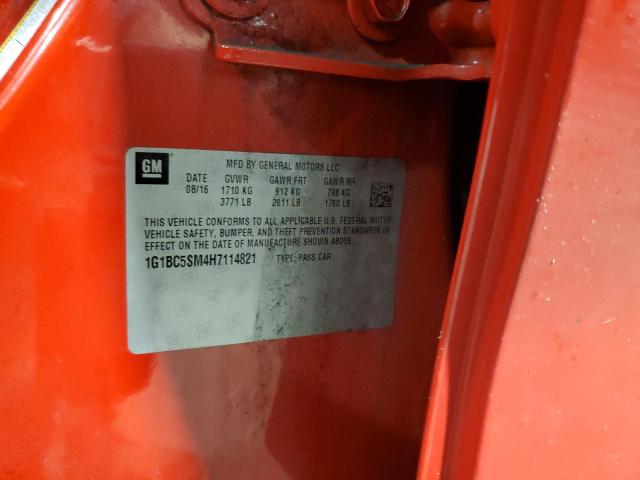 GM
MFD BY GENERAL MOTORS LLC
DATE GVWR GAWR FRT GAWR RR
08/16 1710 KG 912 KG 798 KG
3771 LB 2011 LB 1760 LB
THIS VEHICLE CONFORMS TO ALL APPLICABLE U.S. FEDERAL MOTOR
VEHICLE SAFETY, BUMPER, AND THEFT PREVENTION STANDARDS IN
EFFECT ON THE DATE OF MANUFACTURE SHOWN ABOVE.
1G1BC5SM4H7114821 TYPE: PASS CAR